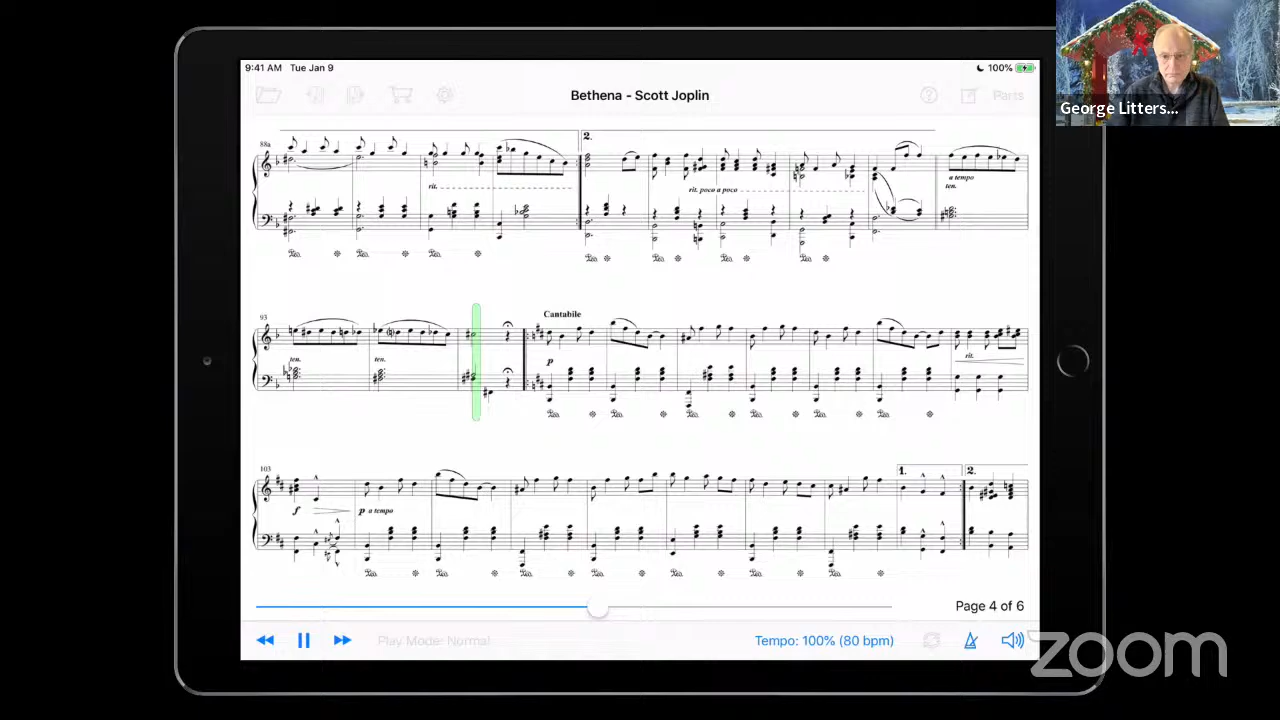 9:41 AM Tue Jan 9
100%
Bethena - Scott Joplin
Parts
George Litters...
88a
2.
rit.
rit. poco a poco
a tempo
ten.
93
Cantabile
ten.
ten.
p
rit.
103
1.
2.
f
p a tempo
Page 4 of 6
Play Mode: Normal
Tempo: 100% (80 bpm)
zoom